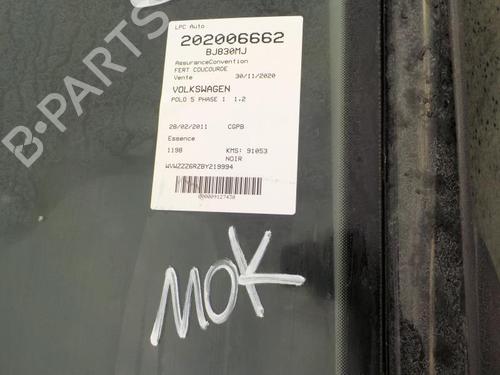 LPC Auto
202006662
BJ830MJ
AssuranceConvention
FERT COUCOURDE
Vente 30/11/2020
VOLKSWAGEN
POLO 5 PHASE 1 1.2
28/02/2011 CGPB
Essence
1198 KMS: 91053
NOIR
WVWZZZ6RZBY219994
B00009127438
MOK
B-PARTS